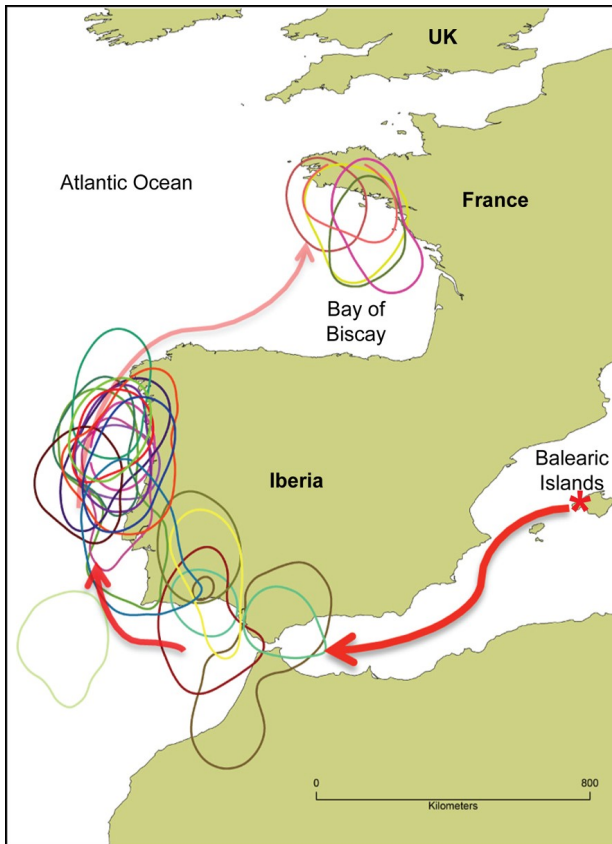 UK
Atlantic Ocean
France
Bay of
Biscay
Balearic
Islands
Iberia
*
0 800
Kilometers